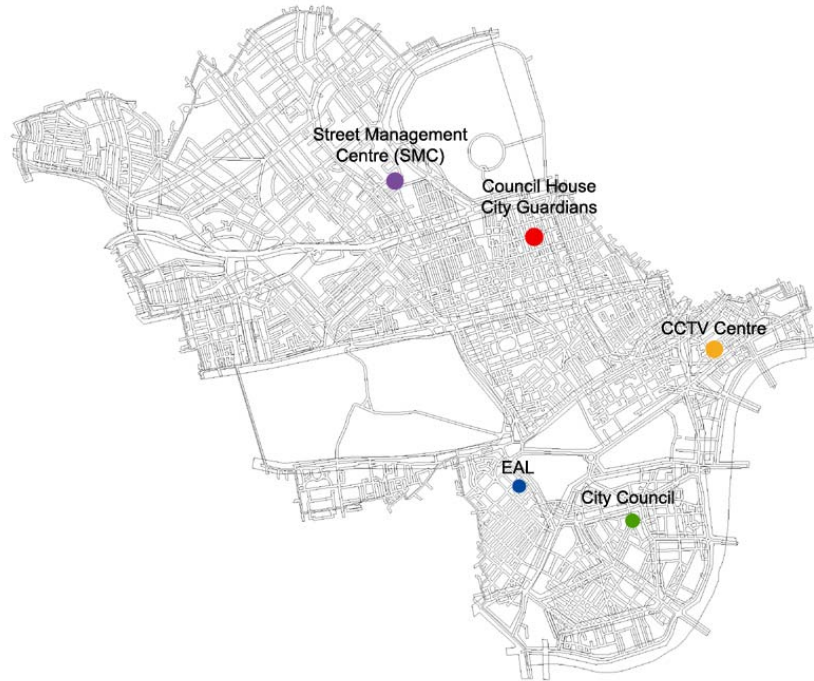 Street Management
Centre (SMC)
Council House
City Guardians
CCTV Centre
EAL
City Council